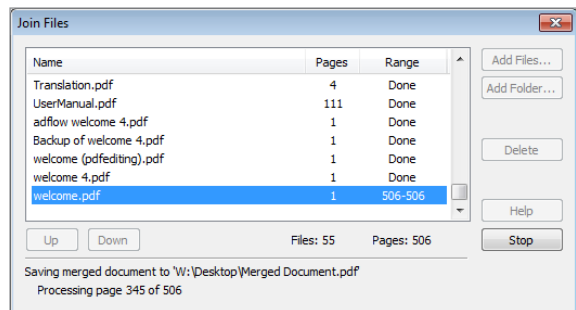 Join Files
Name Pages Range
Add Files...
Translation.pdf 4 Done
Add Folder...
UserManual.pdf 111 Done
adflow welcome 4.pdf 1 Done
Backup of welcome 4.pdf 1 Done
welcome (pdfediting).pdf 1 Done
Delete
welcome 4.pdf 1 Done
welcome.pdf 1 506-506
Help
Up Down Files: 55 Pages: 506 Stop
Saving merged document to 'W:\Desktop\Merged Document.pdf'
Processing page 345 of 506